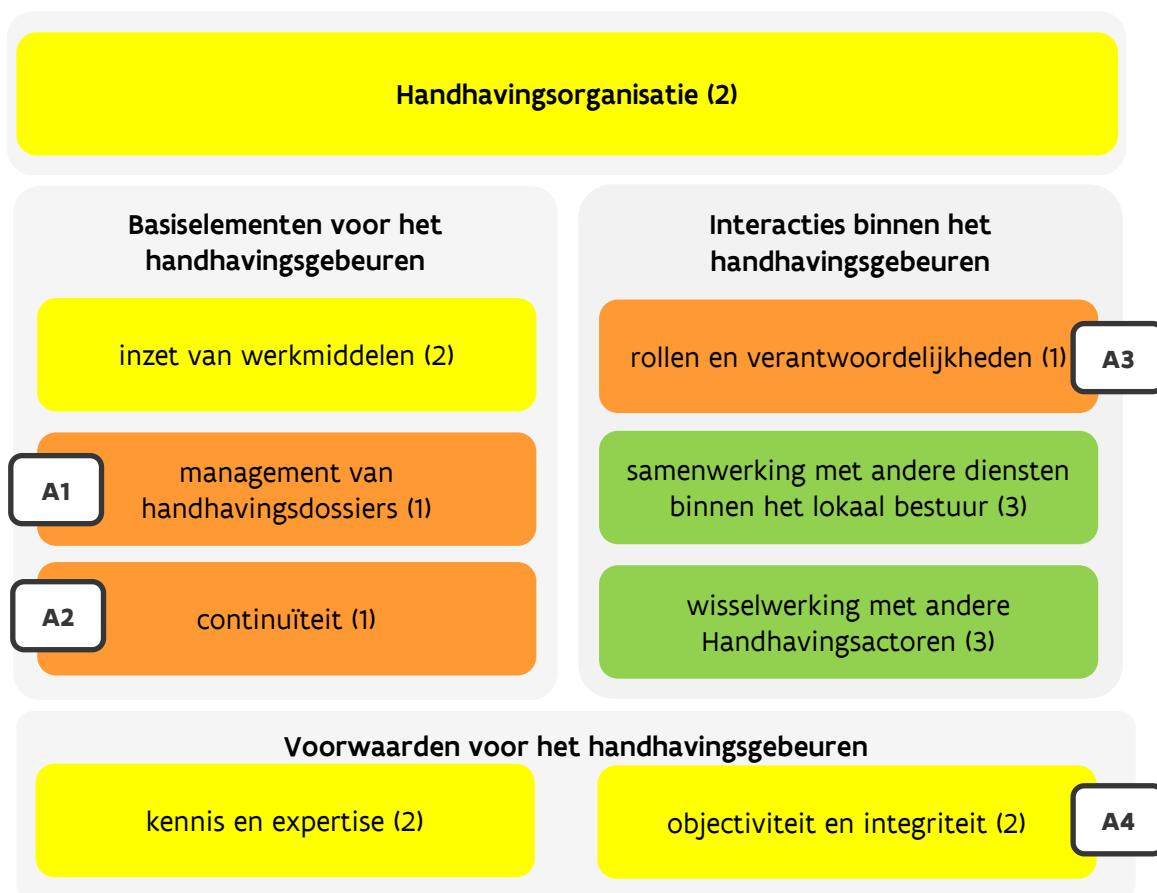 Handhavingsorganisatie (2)
Basiselementen voor het
handhavingsgebeuren
inzet van werkmiddelen (2)
A1
management van
handhavingsdossiers (1)
A2
continuïteit (1)
Interacties binnen het
handhavingsgebeuren
rollen en verantwoordelijkheden (1)
A3
samenwerking met andere diensten
binnen het lokaal bestuur (3)
wisselwerking met andere
Handhavingsactoren (3)
Voorwaarden voor het handhavingsgebeuren
kennis en expertise (2)
objectiviteit en integriteit (2)
A4